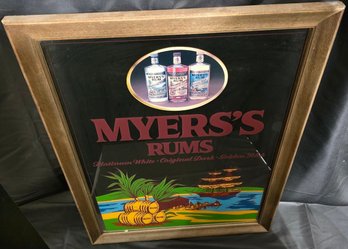 MYERS'S
RUMS
Platinum White · Original Dark · Golden Rich